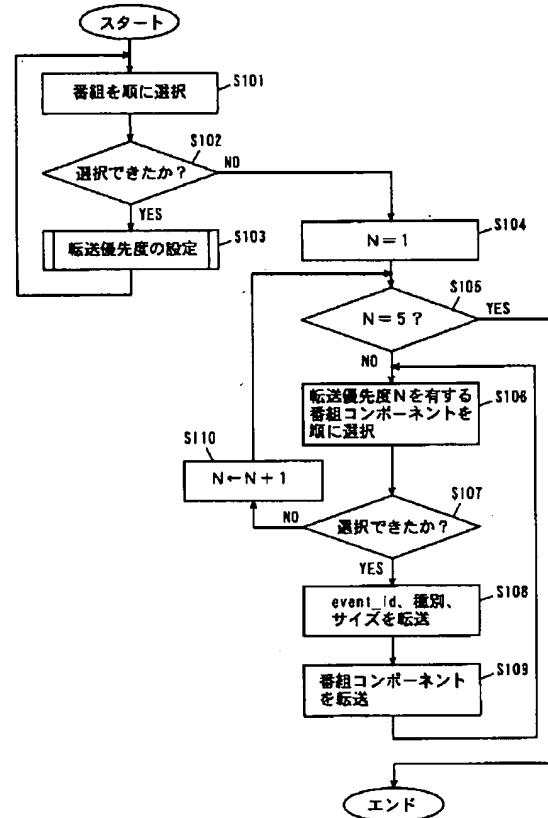 スタート
番組を順に選択
S101
選択できたか?
S102
NO
YES
転送優先度の設定
S103
N=1
S104
N=5?
S105
YES
NO
転送優先度Nを有する
番組コンポーネントを
順に選択
S106
N←N+1
S110
選択できたか?
S107
NO
YES
event_id、種別、
サイズを転送
S108
番組コンポーネント
を転送
S109
エンド